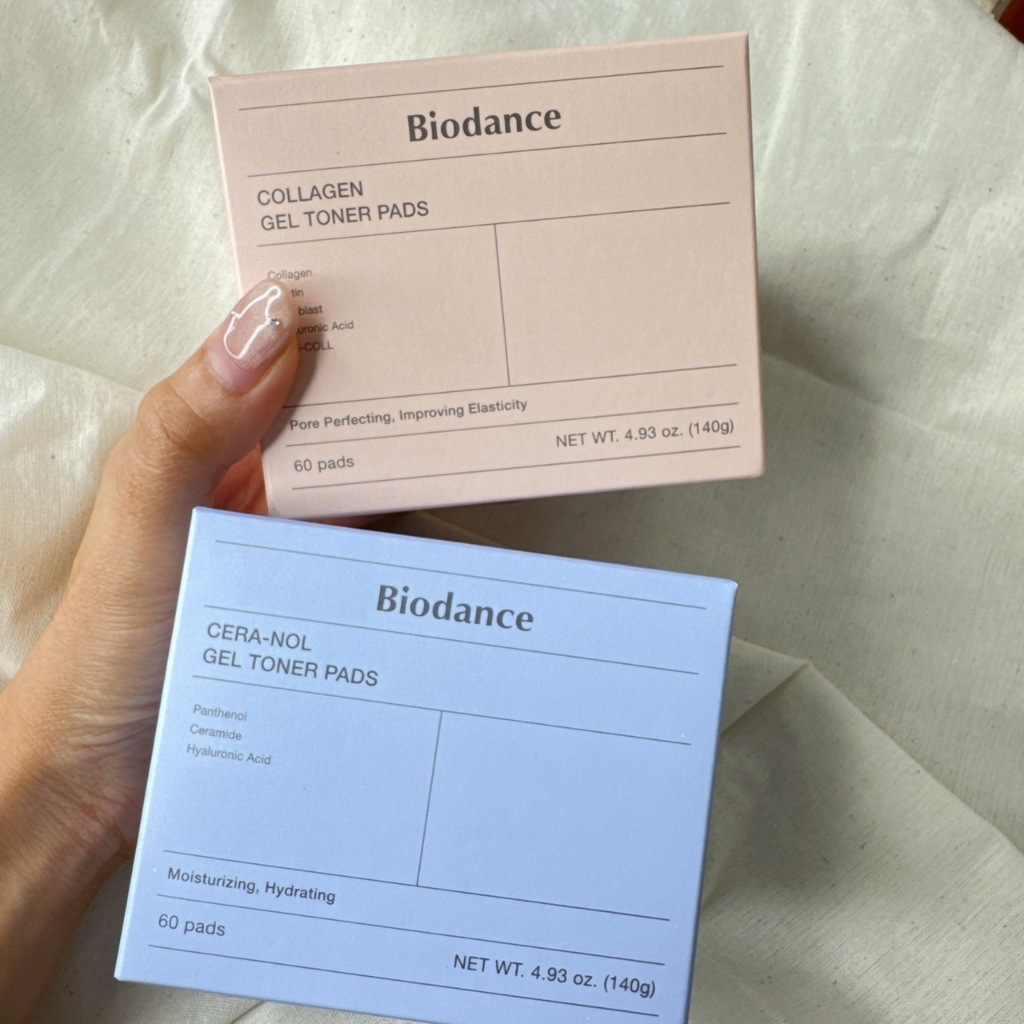 Biodance
COLLAGEN
GEL TONER PADS
Collagen
Acid
Pore Perfecting, Improving Elasticity
NET WT. 4.93 oz. (140g)
60 pads
Biodance
CERA-NOL
GEL TONER PADS
Panthenol
Ceramide
Hyaluronic Acid
Moisturizing, Hydrating
60 pads
NET WT. 4.93 oz. (140g)